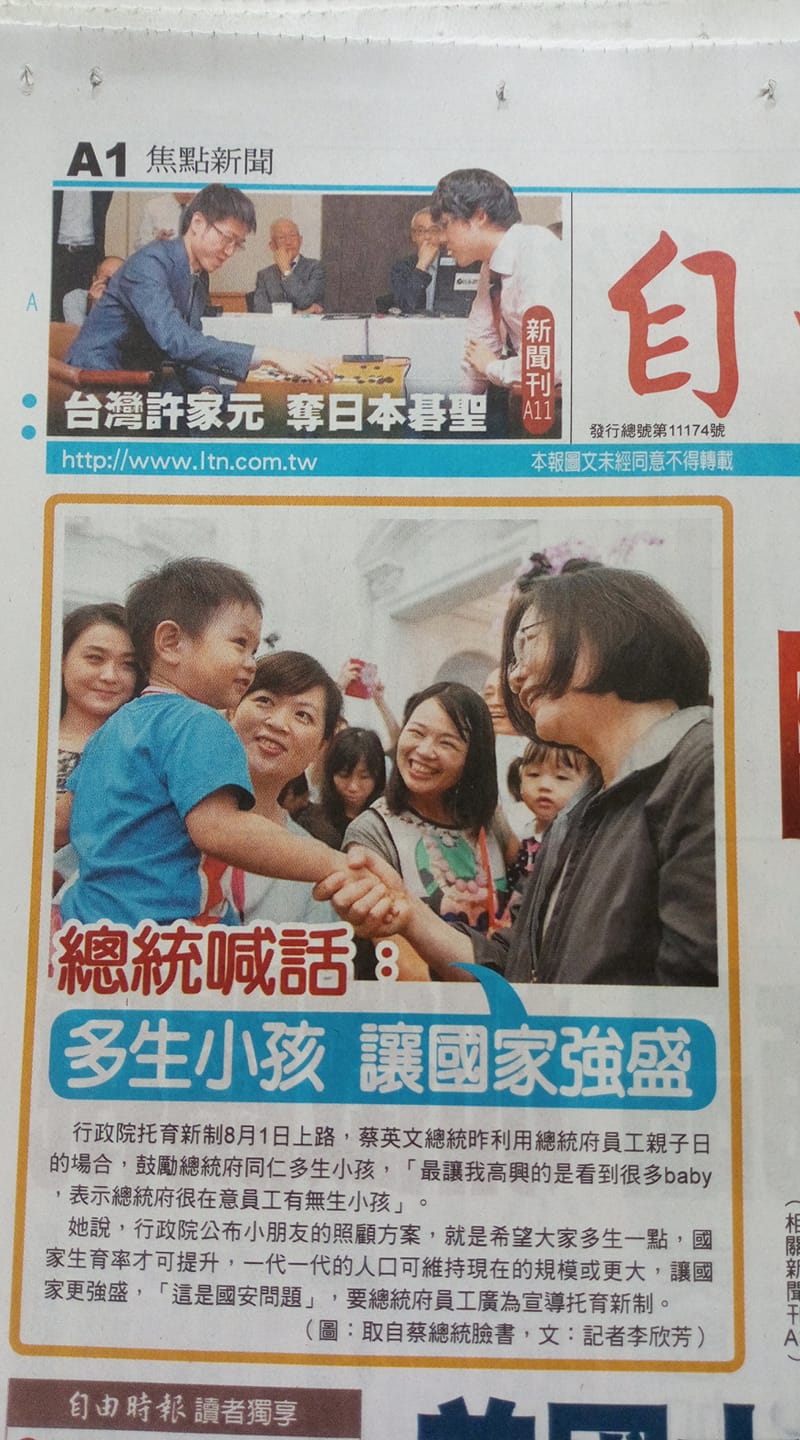 A1 焦點新聞
A
新聞刊
A11
台灣許家元 奪日本碁聖
自
發行總號第11174號
http://www.ltn.com.tw 本報圖文未經同意不得轉載
總統喊話：
多生小孩 讓國家強盛
行政院托育新制8月1日上路，蔡英文總統昨利用總統府員工親子日
的場合，鼓勵總統府同仁多生小孩，「最讓我高興的是看到很多baby
，表示總統府很在意員工有無生小孩」。
她說，行政院公布小朋友的照顧方案，就是希望大家多生一點，國
家生育率才可提升，一代一代的人口可維持現在的規模或更大，讓國
家更強盛，「這是國安問題」，要總統府員工廣為宣導托育新制。
（圖：取自蔡總統臉書，文：記者李欣芳）
（相關新聞刊A
自由時報 讀者獨享
美國